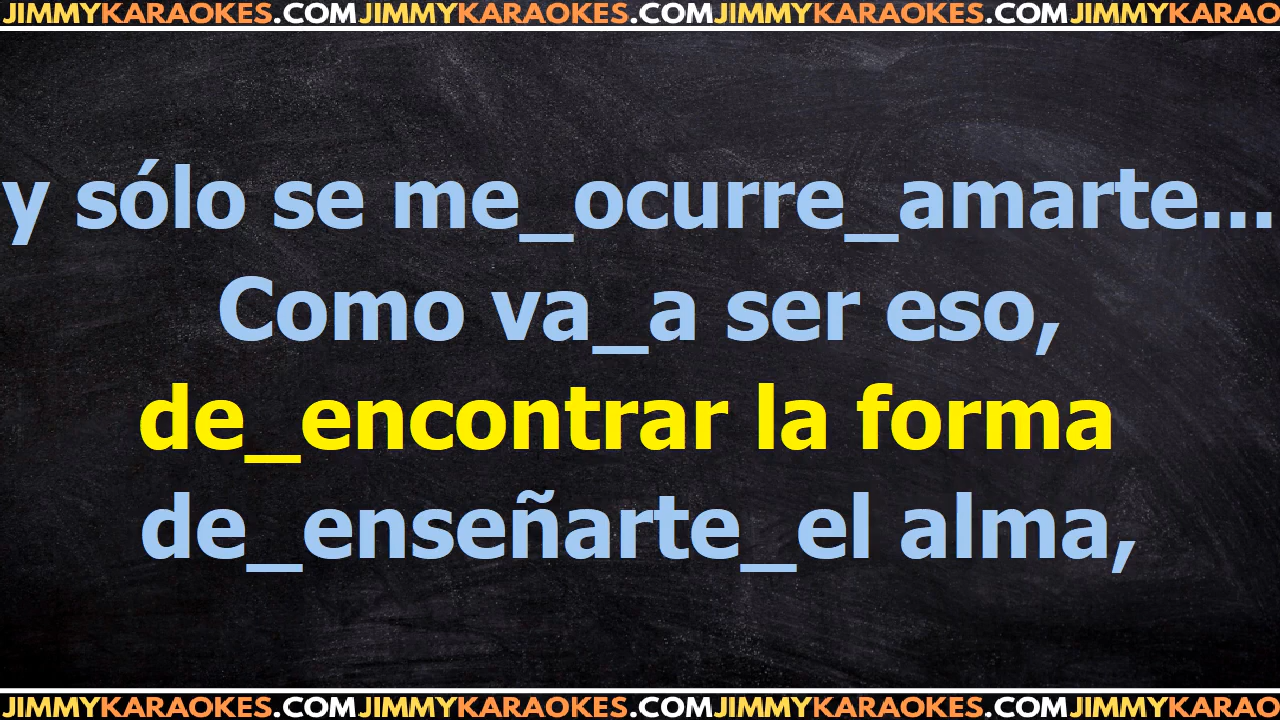 JIMMYKARAOKES.COMJIMMYKARAOKES.COMJIMMYKARAOKES.COMJIMMYKARAO
y sólo se me_ocurre_amarte...
Como va_a ser eso,
de_encontrar la forma
de_enseñarte_el alma,
JIMMYKARAOKES.COMJIMMYKARAOKES.COMJIMMYKARAOKES.COMJIMMYKARAO